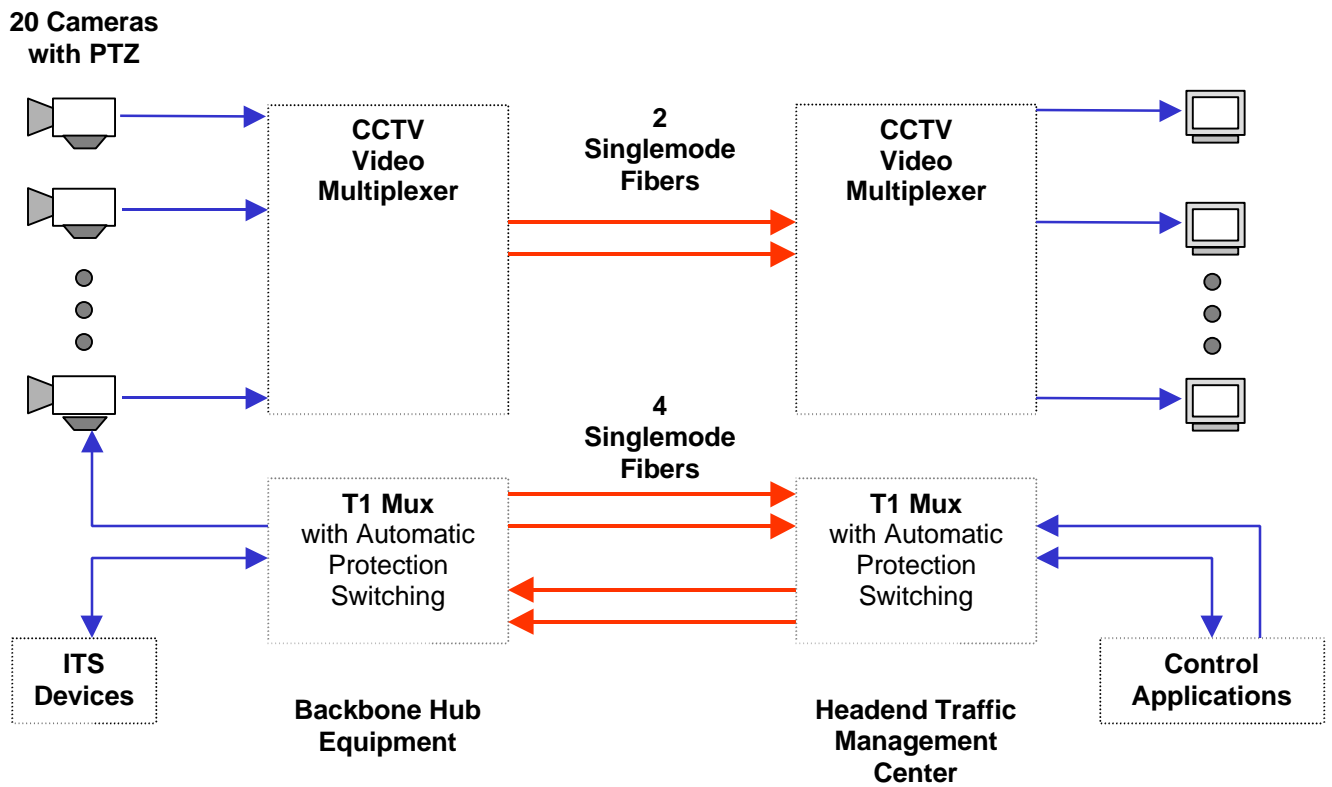 20 Cameras
with PTZ
CCTV
Video
Multiplexer
2
Singlemode
Fibers
CCTV
Video
Multiplexer
4
Singlemode
Fibers
T1 Mux
with Automatic
Protection
Switching
T1 Mux
with Automatic
Protection
Switching
ITS
Devices
Control
Applications
Backbone Hub
Equipment
Headend Traffic
Management
Center